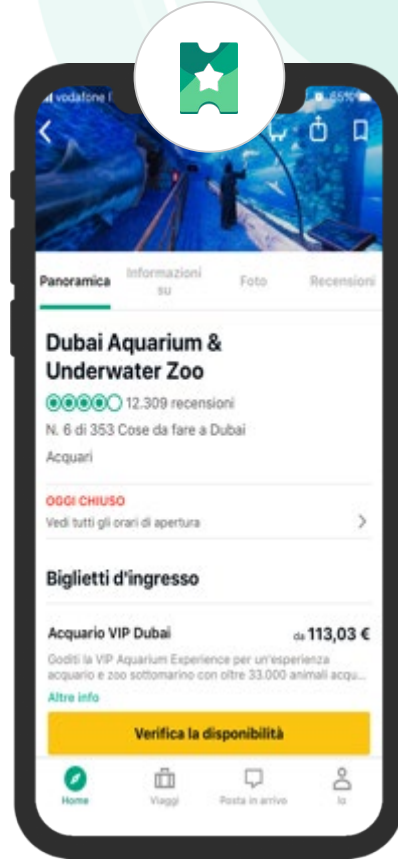 vodafone I
65%
Panoramica
Informazioni
su
Foto
Recensioni
Dubai Aquarium &
Underwater Zoo
12.309 recensioni
N. 6 di 353 Cose da fare a Dubai
Acquari
OGGI CHIUSO
Vedi tutti gli orari di apertura
Biglietti d'ingresso
Acquario VIP Dubai da 113,03 €
Goditi la VIP Aquarium Experience per un'esperienza
acquario e zoo sottomarino con oltre 33.000 animali acqu...
Altre info
Verifica la disponibilità
Home Viaggi Posta in arrivo Io